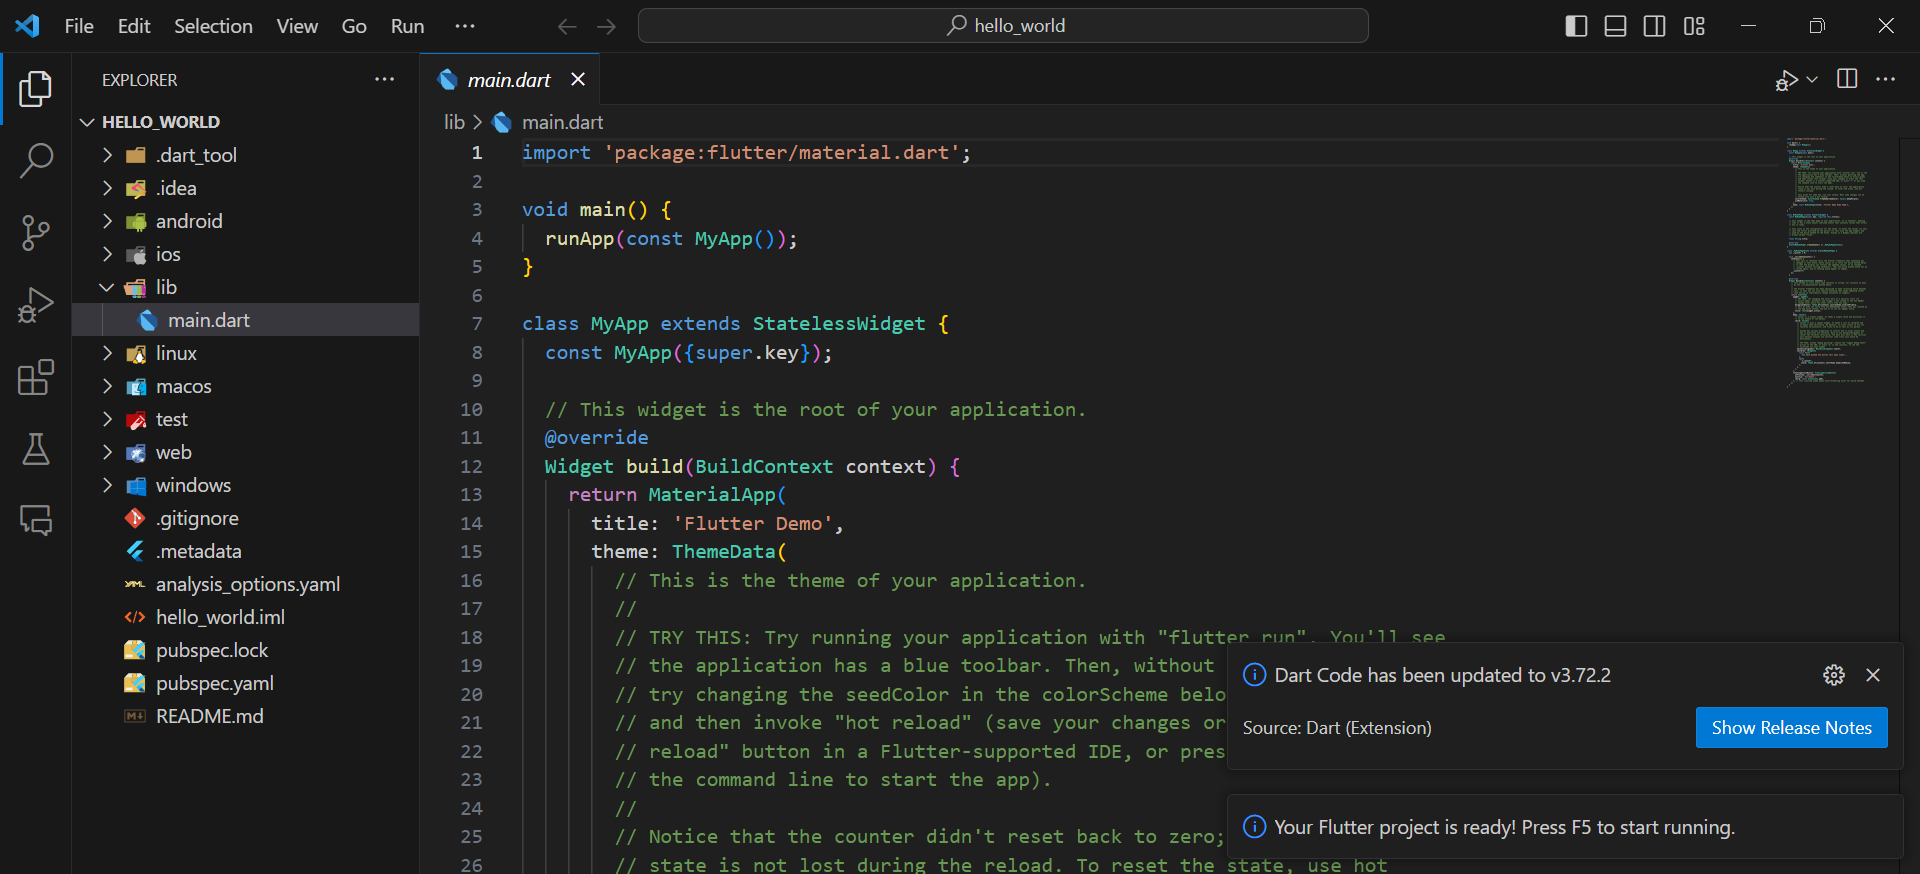 File Edit Selection View Go Run ···
hello_world
EXPLORER ···
HELLO_WORLD
.dart_tool
.idea
android
ios
lib
main.dart
linux
macos
test
web
windows
.gitignore
.metadata
analysis_options.yaml
hello_world.iml
pubspec.lock
pubspec.yaml
README.md
main.dart
lib > main.dart
1 import 'package:flutter/material.dart';
2
3 void main() {
4 runApp(const MyApp());
5 }
6
7 class MyApp extends StatelessWidget {
8 const MyApp({super.key});
9
10 // This widget is the root of your application.
11 @override
12 Widget build(BuildContext context) {
13 return MaterialApp(
14 title: 'Flutter Demo',
15 theme: ThemeData(
16 // This is the theme of your application.
17 //
18 // TRY THIS: Try running your application with "flutter run". You'll see
19 // the application has a blue toolbar. Then, without
20 // try changing the seedColor in the colorScheme belo
21 // and then invoke "hot reload" (save your changes or
22 // reload" button in a Flutter-supported IDE, or pres
23 // the command line to start the app).
24 //
25 // Notice that the counter didn't reset back to zero;
26 // state is not lost during the reload. To reset the state, use hot
Dart Code has been updated to v3.72.2
Source: Dart (Extension)
Show Release Notes
Your Flutter project is ready! Press F5 to start running.